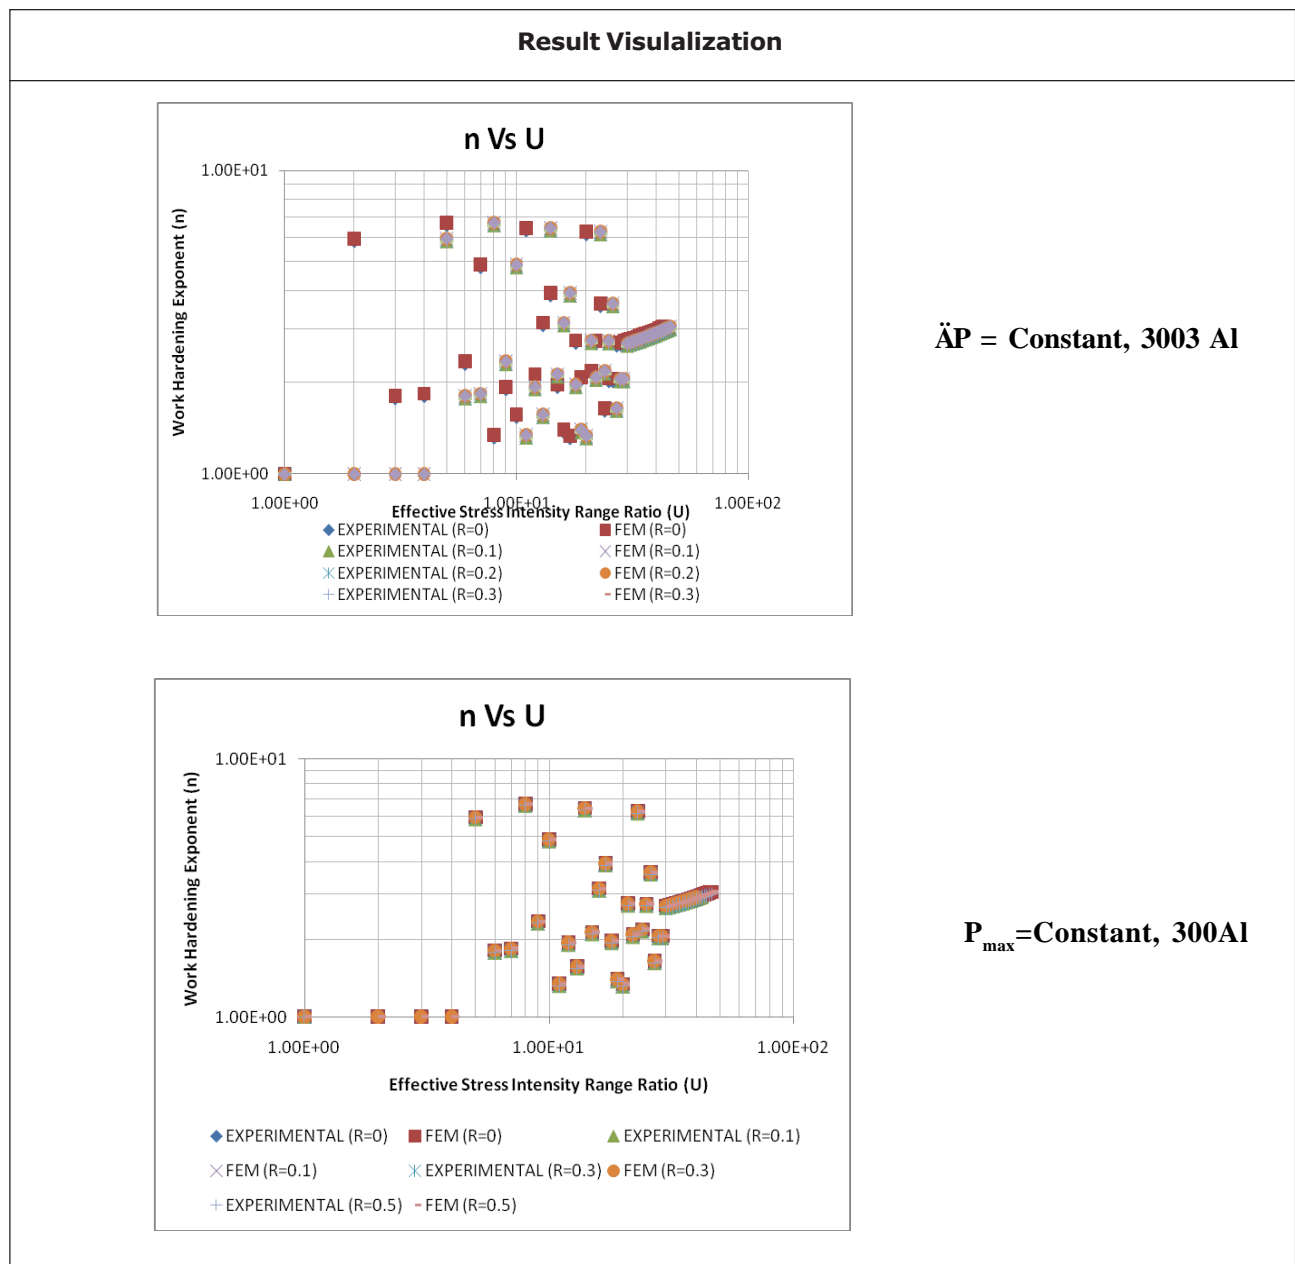 Result Visulalization
n Vs U
1.00E+01
Work Hardening Exponent (n)
1.00E+00
1.00E+00
1.00E+01
1.00E+02
Effective Stress Intensity Range Ratio (U)
EXPERIMENTAL (R=0)
FEM (R=0)
EXPERIMENTAL (R=0.1)
FEM (R=0.1)
EXPERIMENTAL (R=0.2)
FEM (R=0.2)
EXPERIMENTAL (R=0.3)
FEM (R=0.3)
ÄP = Constant, 3003 Al
n Vs U
1.00E+01
Work Hardening Exponent (n)
1.00E+00
1.00E+00
1.00E+01
1.00E+02
Effective Stress Intensity Range Ratio (U)
EXPERIMENTAL (R=0)
FEM (R=0)
EXPERIMENTAL (R=0.1)
FEM (R=0.1)
EXPERIMENTAL (R=0.3)
FEM (R=0.3)
EXPERIMENTAL (R=0.5)
FEM (R=0.5)
Pmax=Constant, 300Al